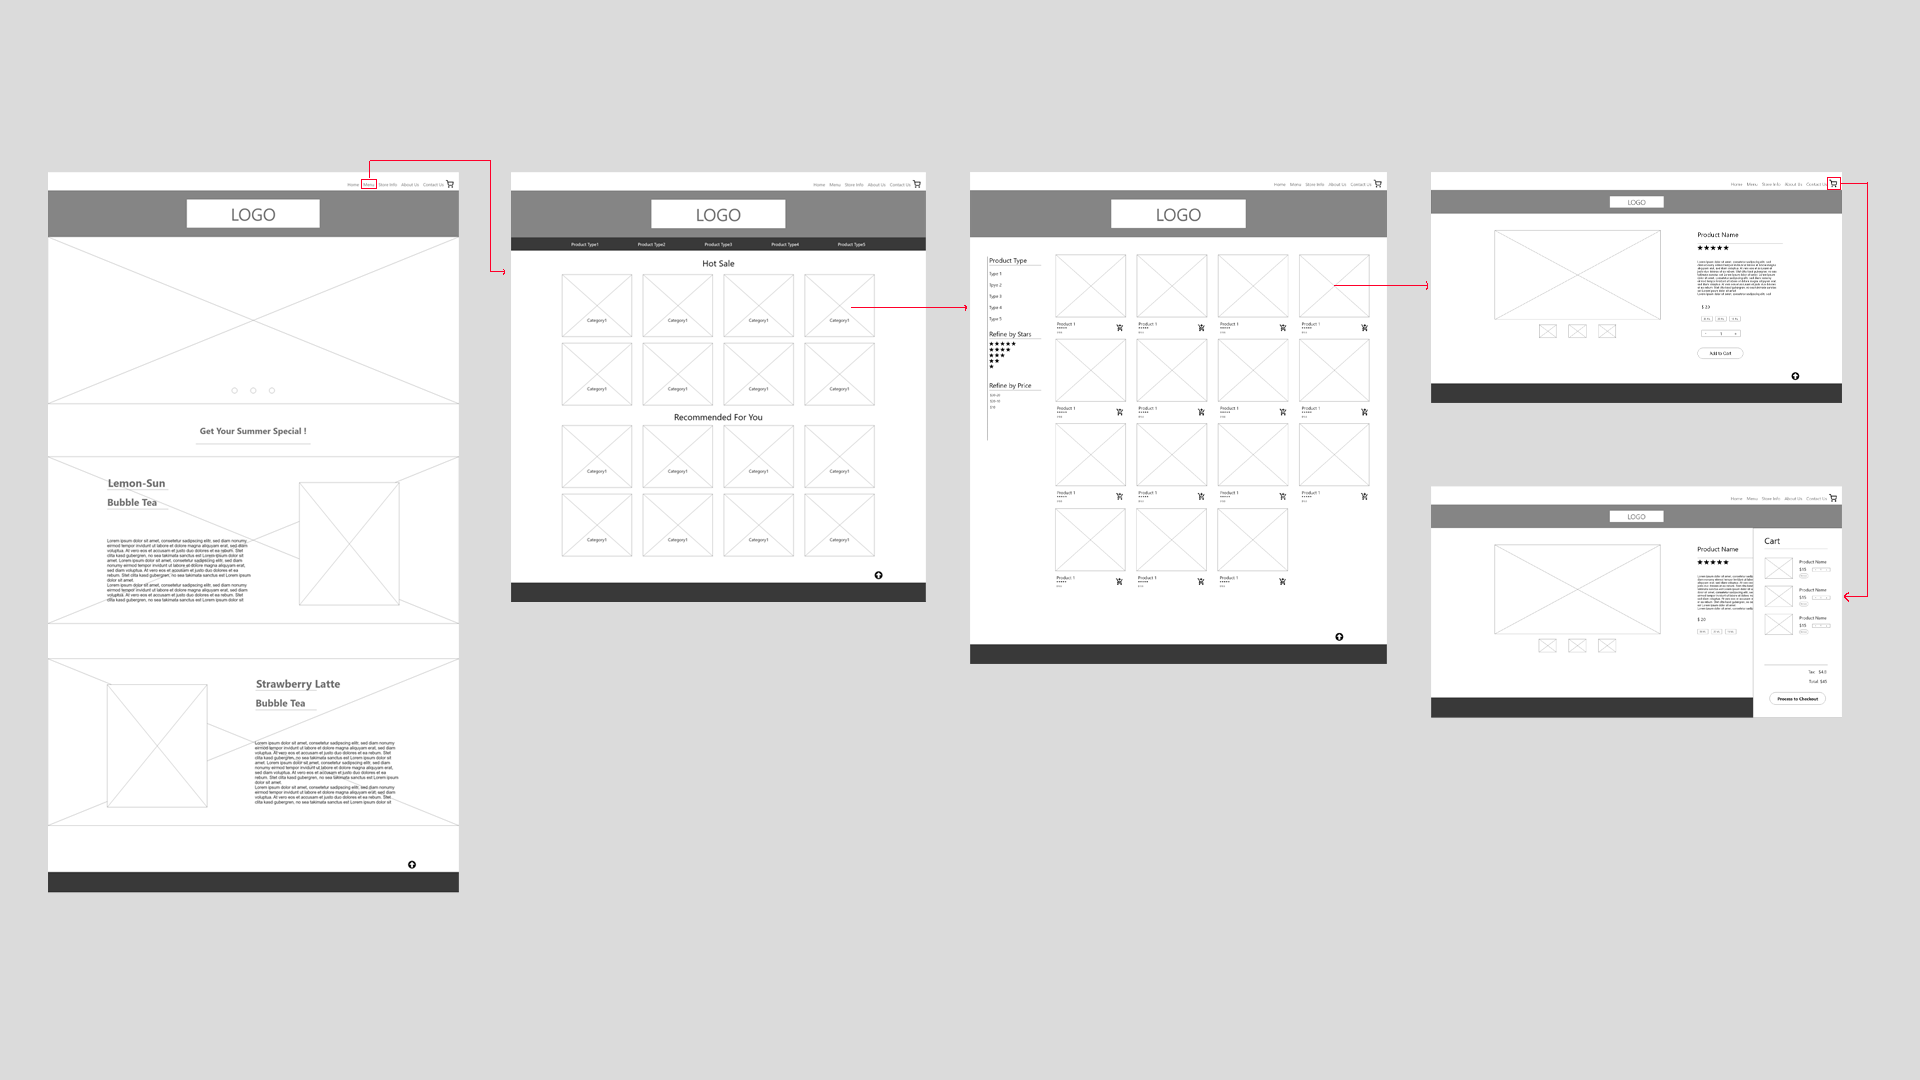 Home Menu Store Info About Us Contact Us
LOGO
Get Your Summer Special !
Lemon-Sun
Bubble Tea
Lorem ipsum dolor sit amet, consetetur sadipscing elitr, sed diam nonumy
eirmod tempor invidunt ut labore et dolore magna aliquyam erat, sed diam
voluptua. At vero eos et accusam et justo duo dolores et ea rebum. Stet
clita kasd gubergren, no sea takimata sanctus est Lorem ipsum dolor sit
amet. Lorem ipsum dolor sit amet, consetetur sadipscing elitr, sed diam
nonumy eirmod tempor invidunt ut labore et dolore magna aliquyam erat,
sed diam voluptua. At vero eos et accusam et justo duo dolores et ea
rebum. Stet clita kasd gubergren, no sea takimata sanctus est Lorem ipsum
dolor sit amet.
Lorem ipsum dolor sit amet, consetetur sadipscing elitr, sed diam nonumy
eirmod tempor invidunt ut labore et dolore magna aliquyam erat, sed diam
voluptua. At vero eos et accusam et justo duo dolores et ea rebum. Stet
clita kasd gubergren, no sea takimata sanctus est Lorem ipsum dolor sit
Strawberry Latte
Bubble Tea
Lorem ipsum dolor sit amet, consetetur sadipscing elitr, sed diam nonumy
eirmod tempor invidunt ut labore et dolore magna aliquyam erat, sed diam
voluptua. At vero eos et accusam et justo duo dolores et ea rebum. Stet
clita kasd gubergren, no sea takimata sanctus est Lorem ipsum dolor sit
amet. Lorem ipsum dolor sit amet, consetetur sadipscing elitr, sed diam
nonumy eirmod tempor invidunt ut labore et dolore magna aliquyam erat,
sed diam voluptua. At vero eos et accusam et justo duo dolores et ea
rebum. Stet clita kasd gubergren, no sea takimata sanctus est Lorem ipsum
dolor sit amet.
Lorem ipsum dolor sit amet, consetetur sadipscing elitr, sed diam nonumy
eirmod tempor invidunt ut labore et dolore magna aliquyam erat, sed diam
voluptua. At vero eos et accusam et justo duo dolores et ea rebum. Stet
clita kasd gubergren, no sea takimata sanctus est Lorem ipsum dolor sit
Home Menu Store Info About Us Contact Us
LOGO
Product Type1 Product Type2 Product Type3 Product Type4 Product Type5
Hot Sale
Category1 Category1 Category1 Category1
Category1 Category1 Category1 Category1
Recommended For You
Category1 Category1 Category1 Category1
Category1 Category1 Category1 Category1
Home Menu Store Info About Us Contact Us
LOGO
Product Type
Type 1
Type 2
Type 3
Type 4
Type 5
Refine by Stars
Refine by Price
Product 1 Product 1 Product 1 Product 1
Product 1 Product 1 Product 1 Product 1
Product 1 Product 1 Product 1 Product 1
Product 1 Product 1 Product 1
Home Menu Store Info About Us Contact Us
LOGO
Product Name
$ 20
- 1 +
Add to Cart
Home Menu Store Info About Us Contact Us
LOGO
Product Name
$ 20
Cart
Product Name
$15
Product Name
$15
Product Name
$15
Tax $4.0
Total $45
Process to Checkout